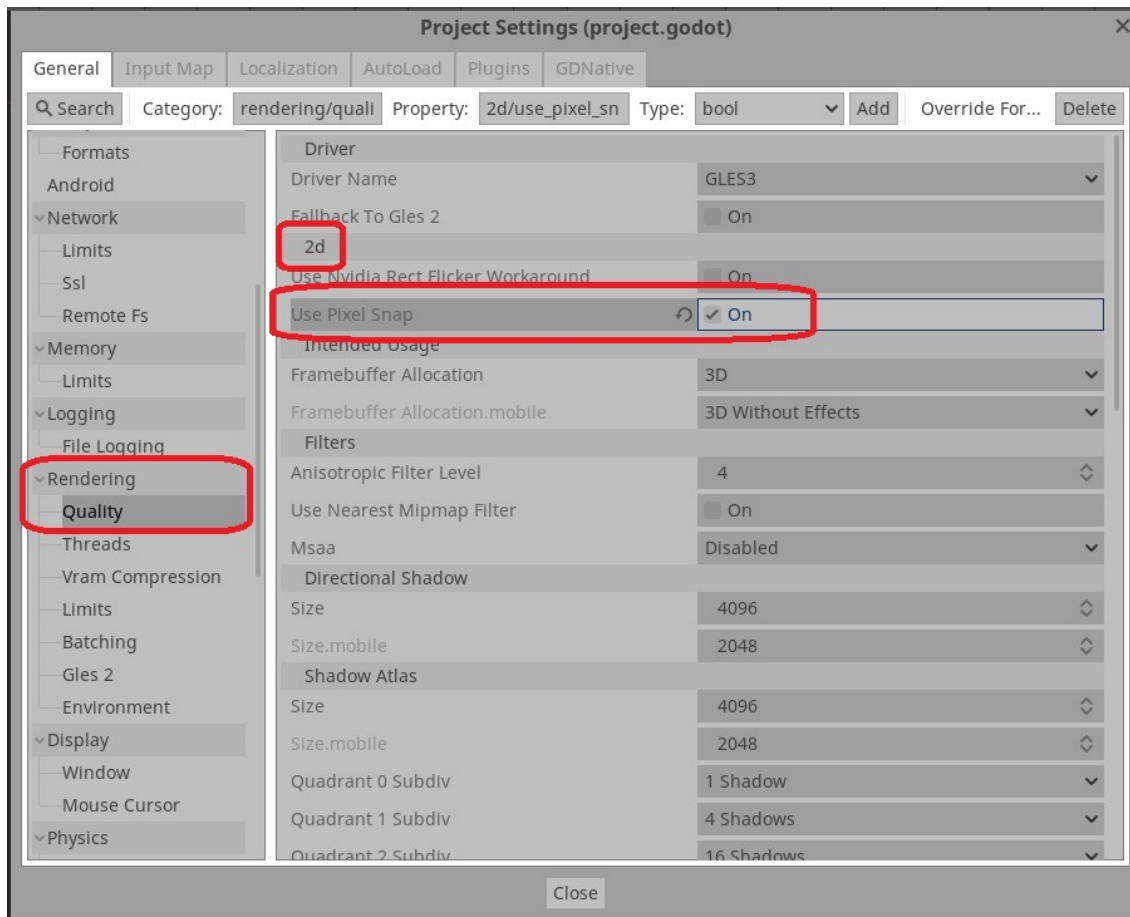 Project Settings (project.godot)
General Input Map Localization AutoLoad Plugins GDNative
Search Category: rendering/quali Property: 2d/use_pixel_sn Type: bool Add Override For... Delete
Formats
Android
Network
Limits
Ssl
Remote Fs
Memory
Limits
Logging
File Logging
Rendering
Quality
Threads
Vram Compression
Limits
Batching
Gles 2
Environment
Display
Window
Mouse Cursor
Physics
Driver
Driver Name GLES3
Fallback To Gles 2 On
2d
Use Nvidia Rect Flicker Workaround On
Use Pixel Snap On
Intended Usage
Framebuffer Allocation 3D
Framebuffer Allocation.mobile 3D Without Effects
Filters
Anisotropic Filter Level 4
Use Nearest Mipmap Filter On
Msaa Disabled
Directional Shadow
Size 4096
Size.mobile 2048
Shadow Atlas
Size 4096
Size.mobile 2048
Quadrant 0 Subdiv 1 Shadow
Quadrant 1 Subdiv 4 Shadows
Quadrant 2 Subdiv 16 Shadows
Close